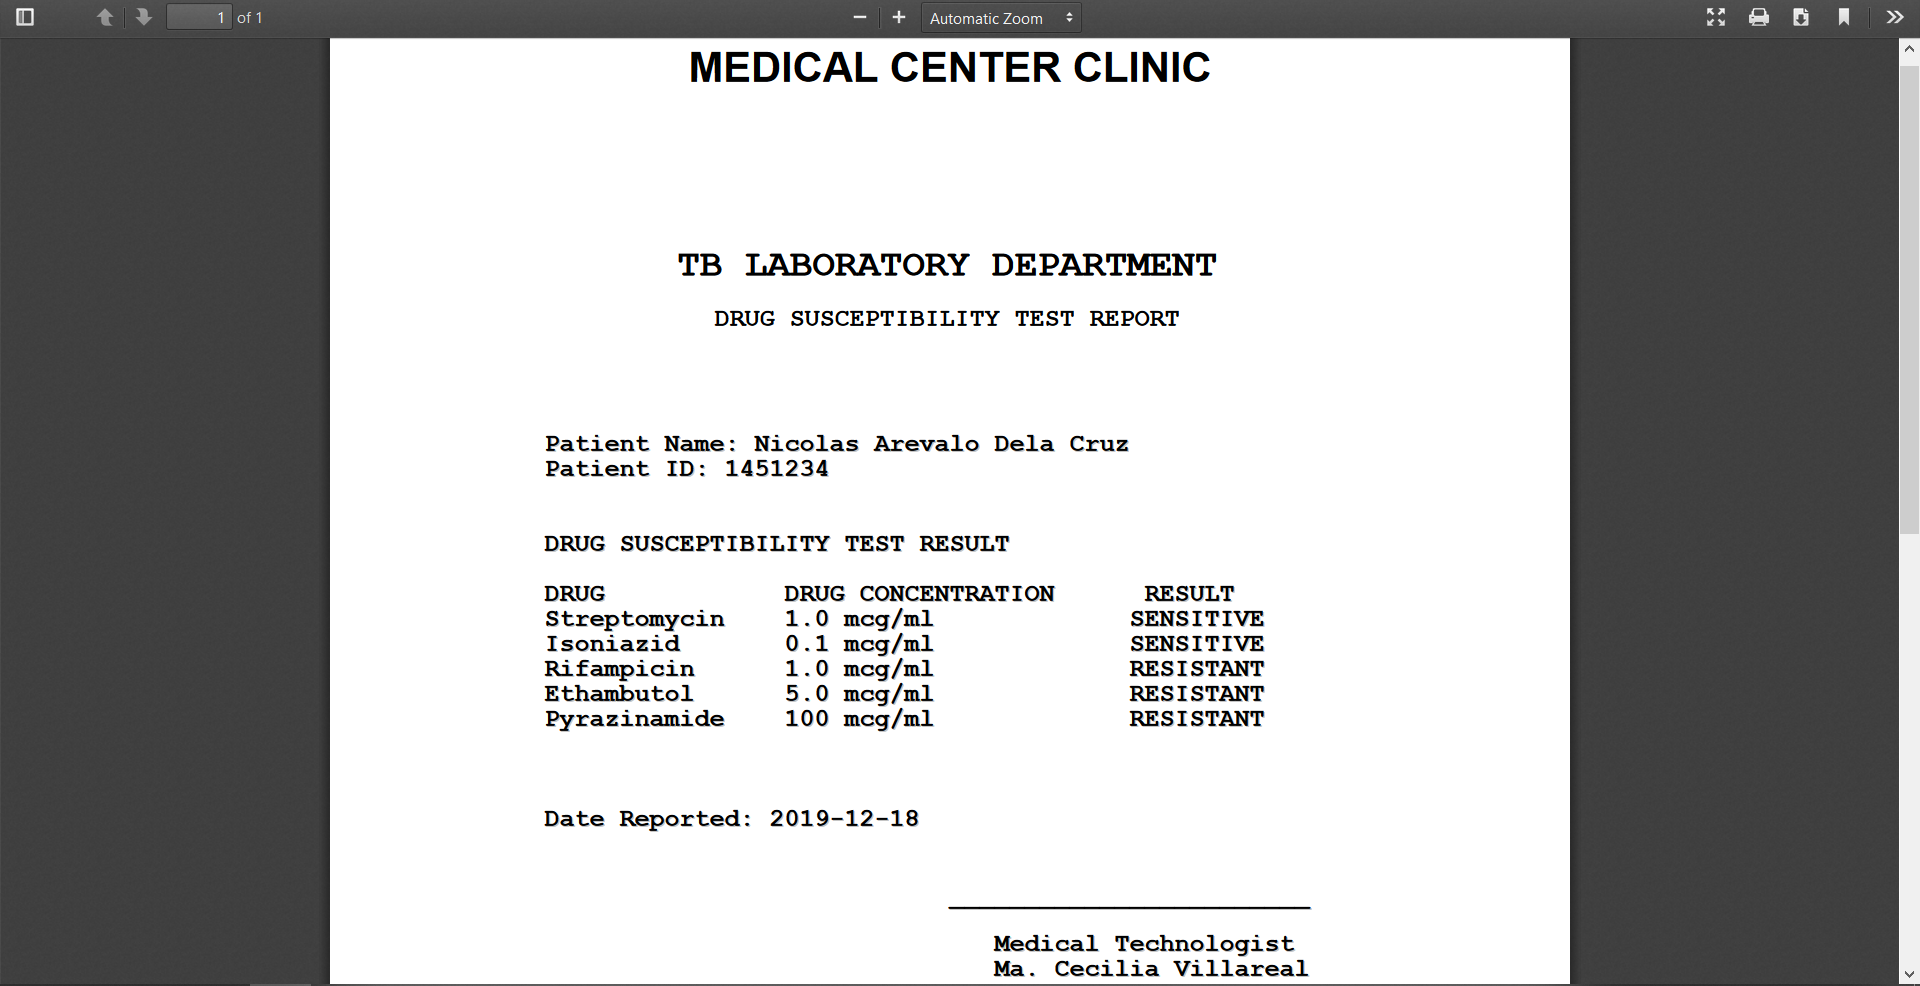 1 of 1
Automatic Zoom
MEDICAL CENTER CLINIC
TB LABORATORY DEPARTMENT
DRUG SUSCEPTIBILITY TEST REPORT
Patient Name: Nicolas Arevalo Dela Cruz
Patient ID: 1451234
DRUG SUSCEPTIBILITY TEST RESULT
DRUG DRUG CONCENTRATION RESULT
Streptomycin 1.0 mcg/ml SENSITIVE
Isoniazid 0.1 mcg/ml SENSITIVE
Rifampicin 1.0 mcg/ml RESISTANT
Ethambutol 5.0 mcg/ml RESISTANT
Pyrazinamide 100 mcg/ml RESISTANT
Date Reported: 2019-12-18
Medical Technologist
Ma. Cecilia Villareal